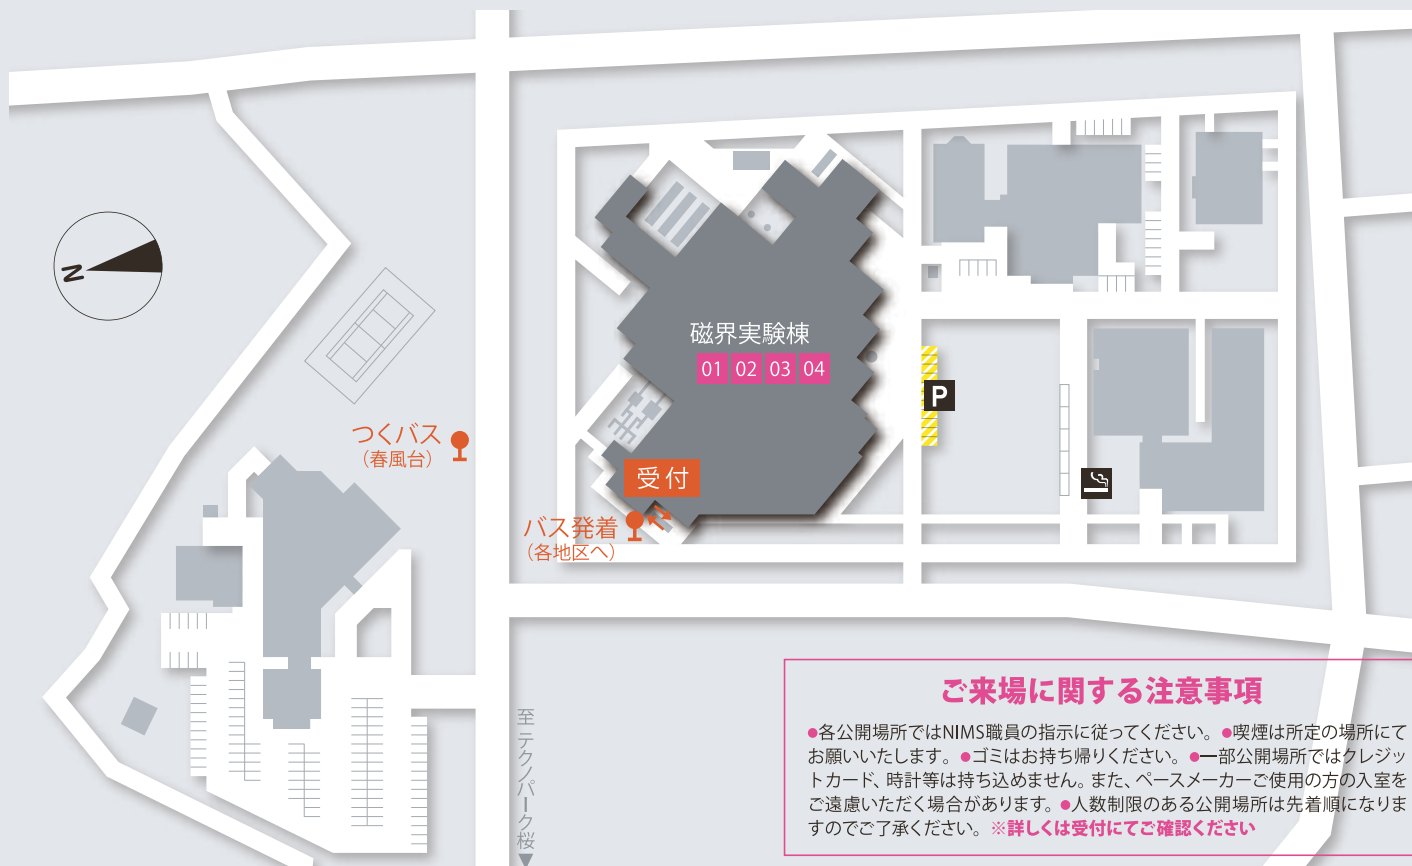 N
磁界実験棟
01 02 03 04
P
つくバス
（春風台）
受付
バス発着
（各地区へ）
至 テクノパーク桜▼
ご来場に関する注意事項
●各公開場所ではNIMS職員の指示に従ってください。●喫煙は所定の場所にて
お願いいたします。●ゴミはお持ち帰りください。●一部公開場所ではクレジッ
トカード、時計等は持ち込めません。また、ペースメーカーご使用の方の入室を
ご遠慮いただく場合があります。●人数制限のある公開場所は先着順になりま
すのでご了承ください。※詳しくは受付にてご確認ください